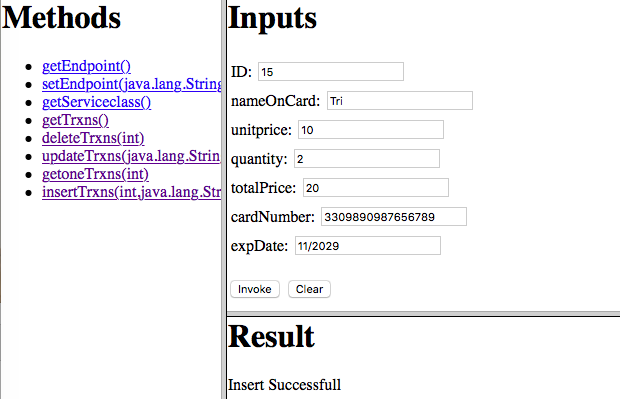 Methods
getEndpoint()
setEndpoint(java.lang.String
getServiceclass()
getTrxns()
deleteTrxns(int)
updateTrxns(java.lang.Strin
getoneTrxns(int)
insertTrxns(int,java.lang.Str
Inputs
ID: 15
nameOnCard: Tri
unitprice: 10
quantity: 2
totalPrice: 20
cardNumber: 3309890987656789
expDate: 11/2029
Invoke Clear
Result
Insert Successfull